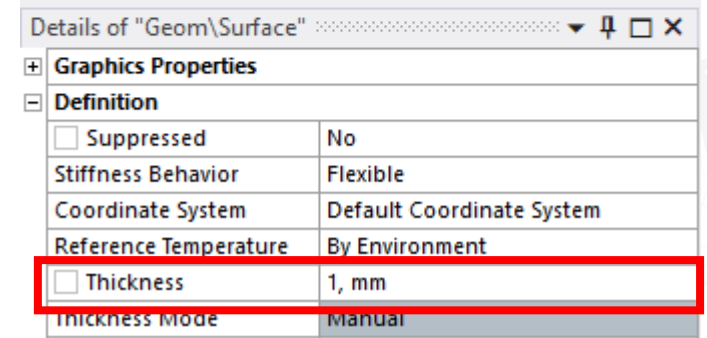 Details of "Geom\Surface"
Graphics Properties
Definition
Suppressed No
Stiffness Behavior Flexible
Coordinate System Default Coordinate System
Reference Temperature By Environment
Thickness 1, mm
Thickness Mode Manual